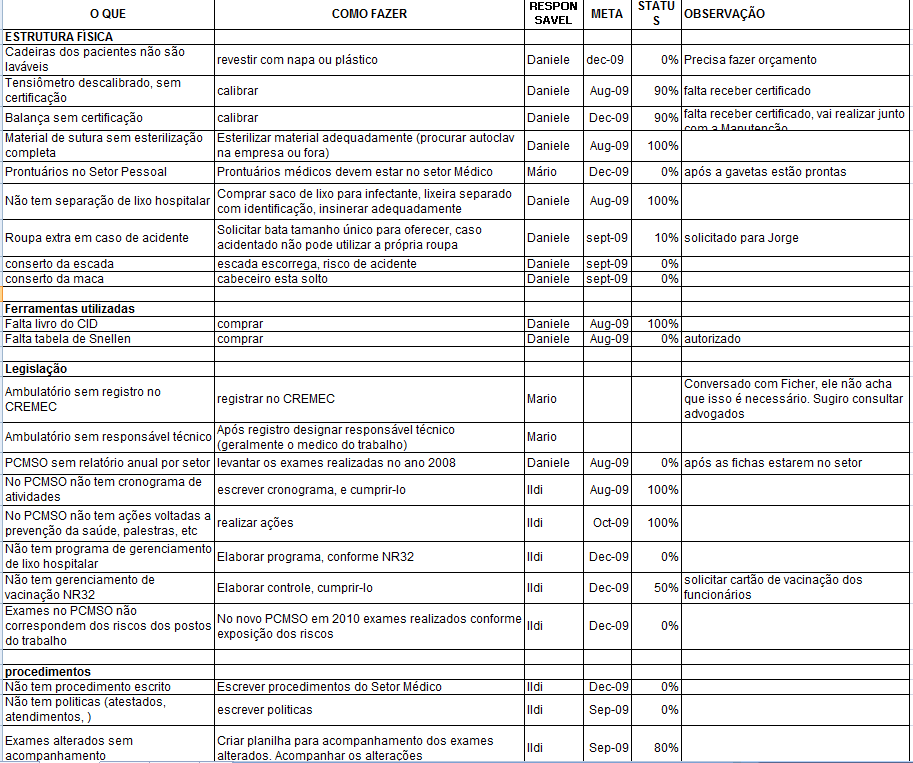 O QUE COMO FAZER RESPON SAVEL META STATU S OBSERVAÇÃO
ESTRUTURA FÍSICA
Cadeiras dos pacientes não são laváveis revestir com napa ou plástico Daniele dec-09 0% Precisa fazer orçamento
Tensiômetro descalibrado, sem certificação calibrar Daniele Aug-09 90% falta receber certificado
Balança sem certificação calibrar Daniele Dec-09 90% falta receber certificado, vai realizar junto com a Manutenção
Material de sutura sem esterilização completa Esterilizar material adequadamente (procurar autoclav na empresa ou fora) Daniele Aug-09 100%
Prontuários no Setor Pessoal Prontuários médicos devem estar no setor Médico Mário Dec-09 0% após a gavetas estão prontas
Não tem separação de lixo hospitalar Comprar saco de lixo para infectante, lixeira separado com identificação, insinerar adequadamente Daniele Aug-09 100%
Roupa extra em caso de acidente Solicitar bata tamanho único para oferecer, caso acidentado não pode utilizar a própria roupa Daniele sept-09 10% solicitado para Jorge
conserto da escada escada escorrega, risco de acidente Daniele sept-09 0%
conserto da maca cabeceiro esta solto Daniele sept-09 0%
Ferramentas utilizadas
Falta livro do CID comprar Daniele Aug-09 100%
Falta tabela de Snellen comprar Daniele Aug-09 0% autorizado
Legislação
Ambulatório sem registro no CREMEC registrar no CREMEC Mario Conversado com Ficher, ele não acha que isso é necessário. Sugiro consultar advogados
Ambulatório sem responsável técnico Após registro designar responsável técnico (geralmente o medico do trabalho) Mario
PCMSO sem relatório anual por setor levantar os exames realizadas no ano 2008 Daniele Aug-09 0% após as fichas estarem no setor
No PCMSO não tem cronograma de atividades escrever cronograma, e cumprir-lo Ildi Aug-09 100%
No PCMSO não tem ações voltadas a prevenção da saúde, palestras, etc realizar ações Ildi Oct-09 100%
Não tem programa de gerenciamento de lixo hospitalar Elaborar programa, conforme NR32 Ildi Dec-09 0%
Não tem gerenciamento de vacinação NR32 Elaborar controle, cumprir-lo Ildi Dec-09 50% solicitar cartão de vacinação dos funcionários
Exames no PCMSO não correspondem dos riscos dos postos do trabalho No novo PCMSO em 2010 exames realizados conforme exposição dos riscos Ildi Dec-09 0%
procedimentos
Não tem procedimento escrito Escrever procedimentos do Setor Médico Ildi Dec-09 0%
Não tem politicas (atestados, atendimentos, ) escrever politicas Ildi Sep-09 0%
Exames alterados sem acompanhamento Criar planilha para acompanhamento dos exames alterados. Acompanhar os alterações Ildi Sep-09 80%